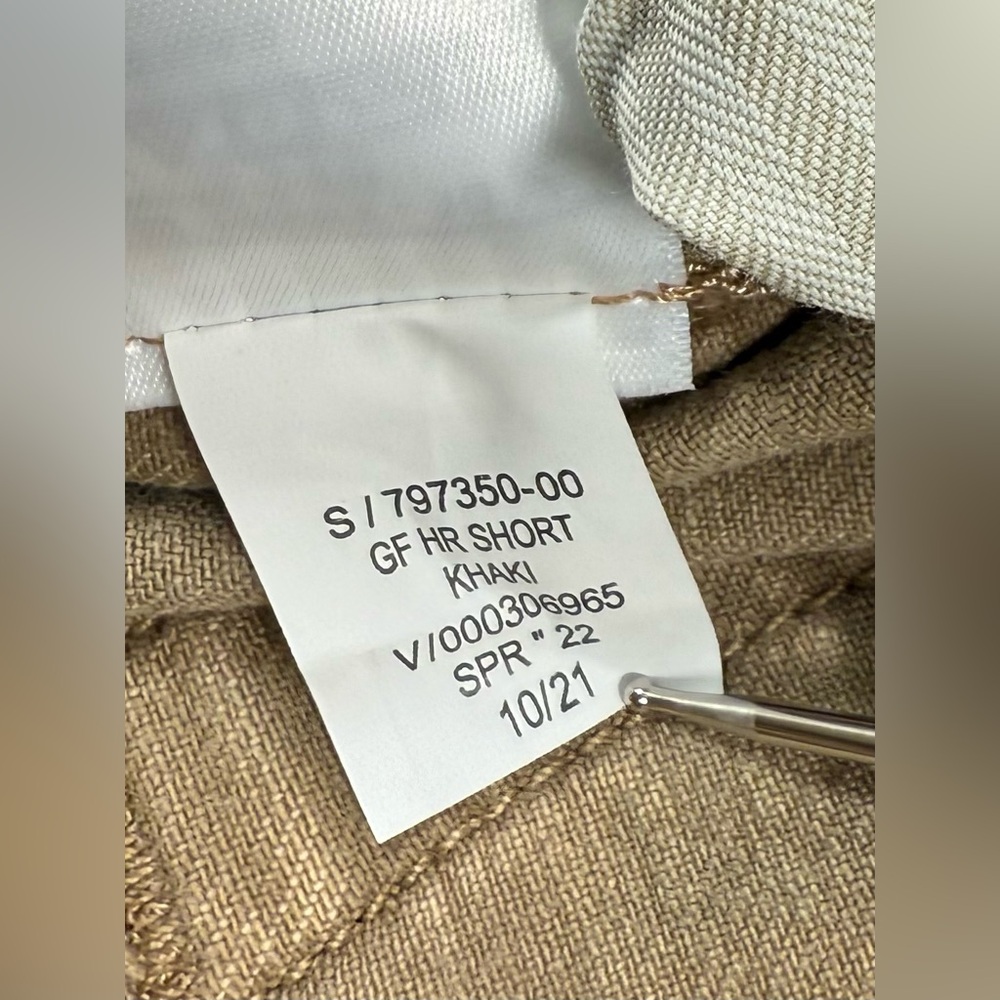 S / 797350-00
GF HR SHORT
KHAKI
V/000306965
SPR " 22
10/21